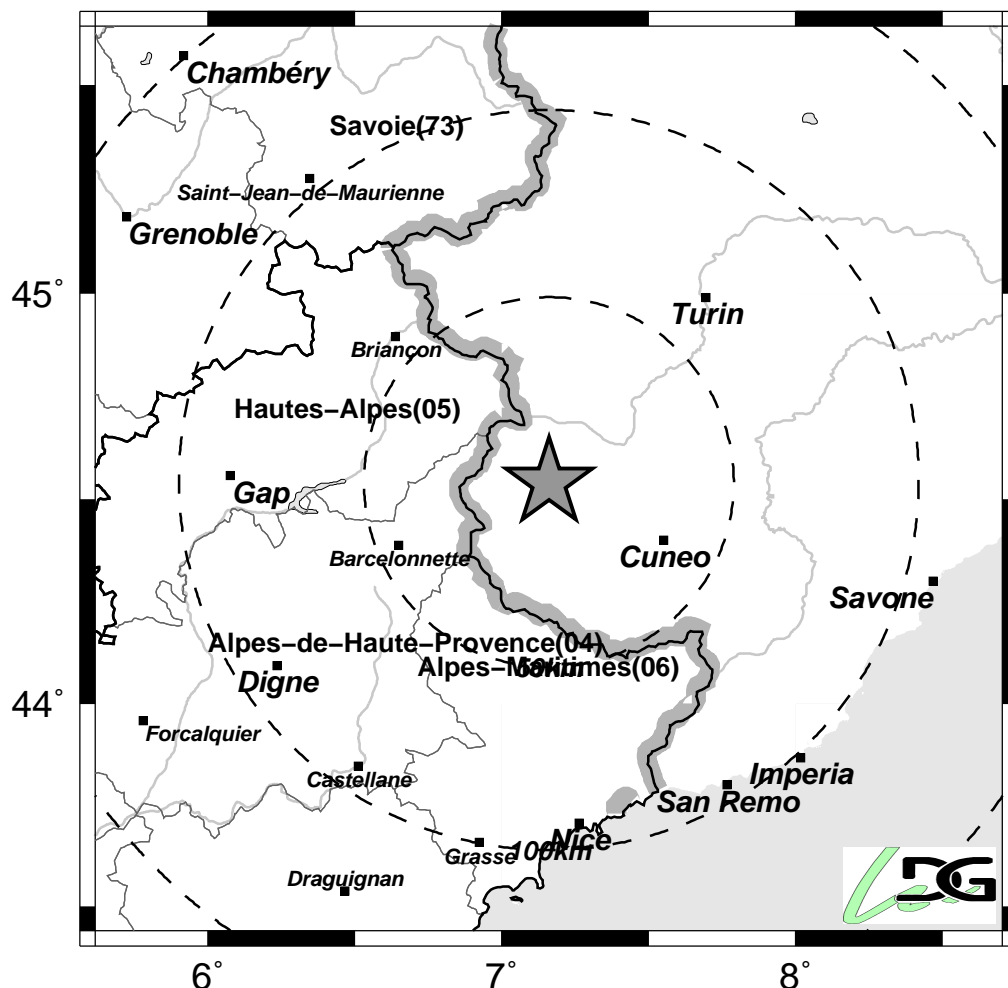 Chambéry
Savoie(73)
Saint-Jean-de-Maurienne
Grenoble
45°
Turin
Briançon
Hautes-Alpes(05)
Gap
Cuneo
Barcelonnette
Savone
Alpes-de-Haute-Provence(04)
Alpes-Maritimes(06)
50km
Digne
44°
Forcalquier
Imperia
Castellane
San Remo
Nice
Grasse
100km
Draguignan
DG
6°
7°
8°